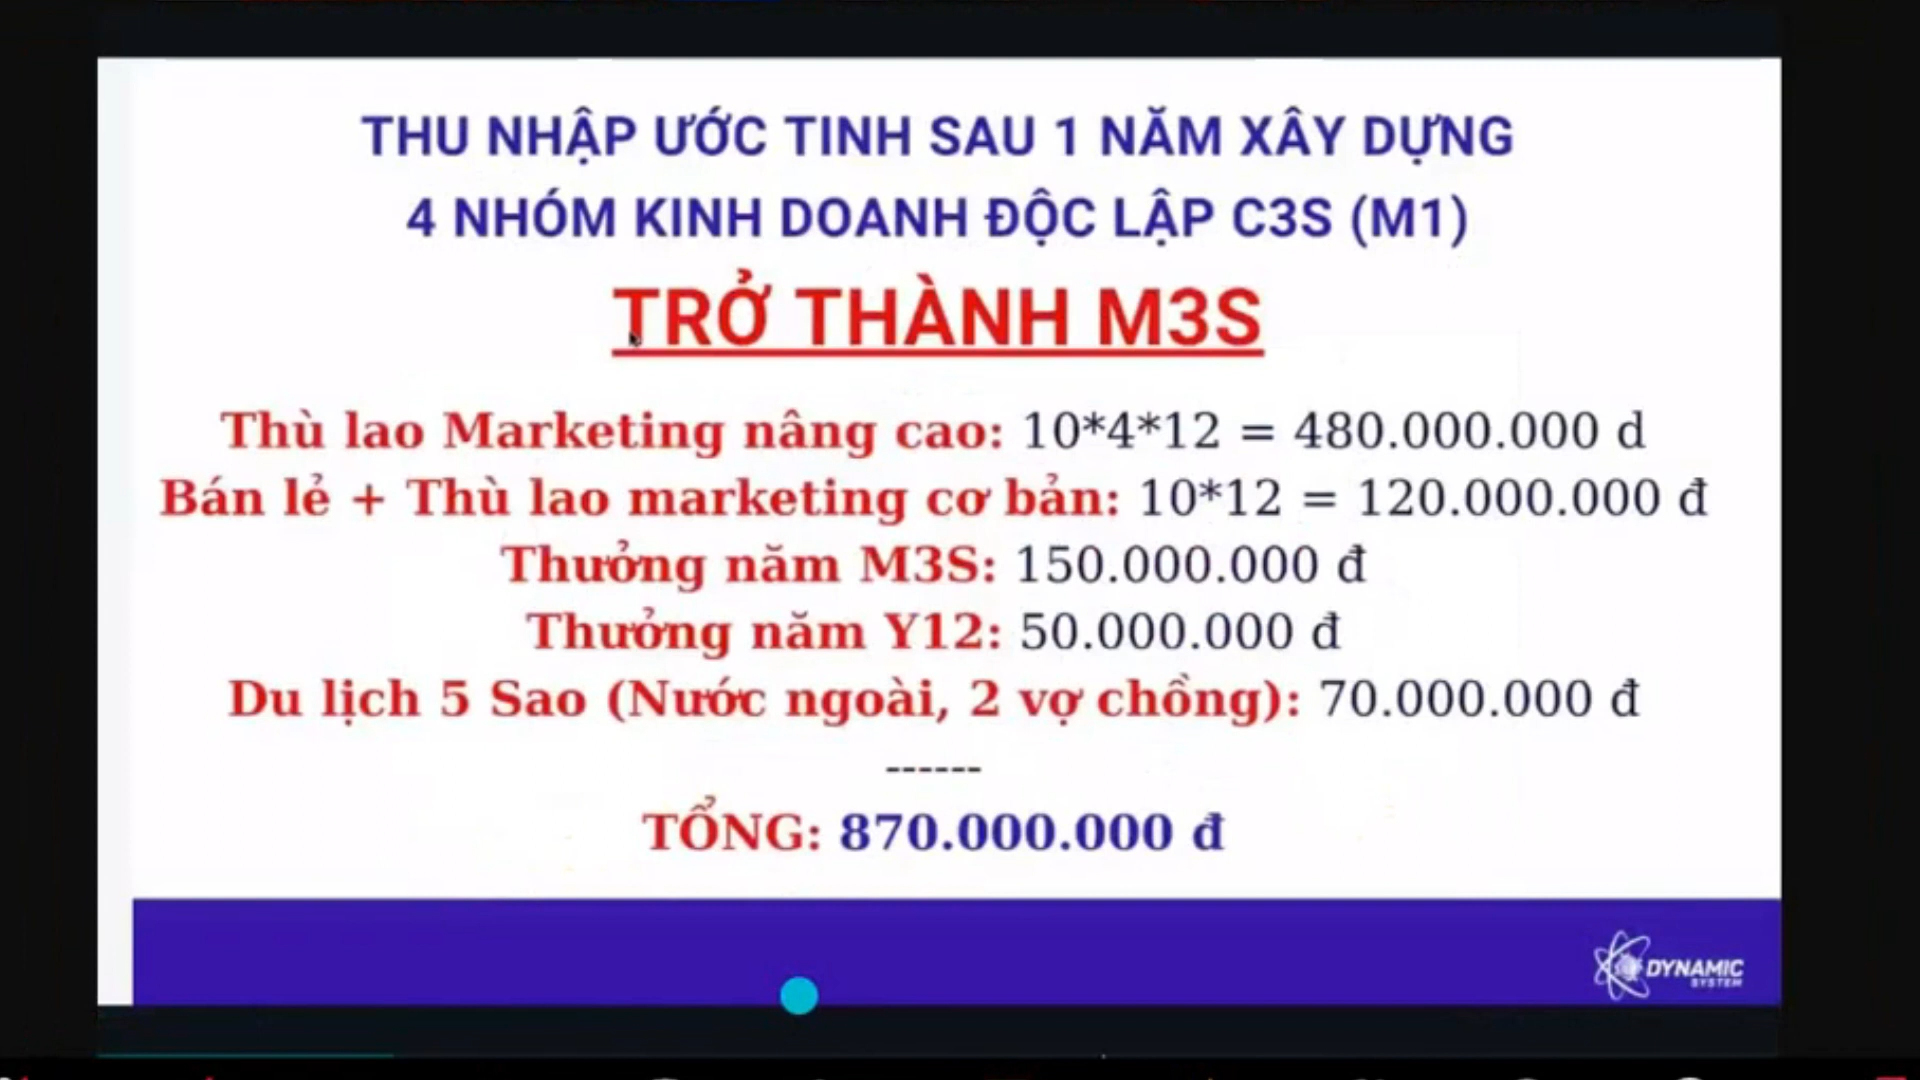 THU NHẬP ƯỚC TINH SAU 1 NĂM XÂY DỰNG
4 NHÓM KINH DOANH ĐỘC LẬP C3S (M1)
TRỞ THÀNH M3S
Thù lao Marketing nâng cao: 10*4*12 = 480.000.000 d
Bán lẻ + Thù lao marketing cơ bản: 10*12 = 120.000.000 đ
Thưởng năm M3S: 150.000.000 đ
Thưởng năm Y12: 50.000.000 đ
Du lịch 5 Sao (Nước ngoài, 2 vợ chồng): 70.000.000 đ
------
TỔNG: 870.000.000 đ
DYNAMIC
SYSTEM